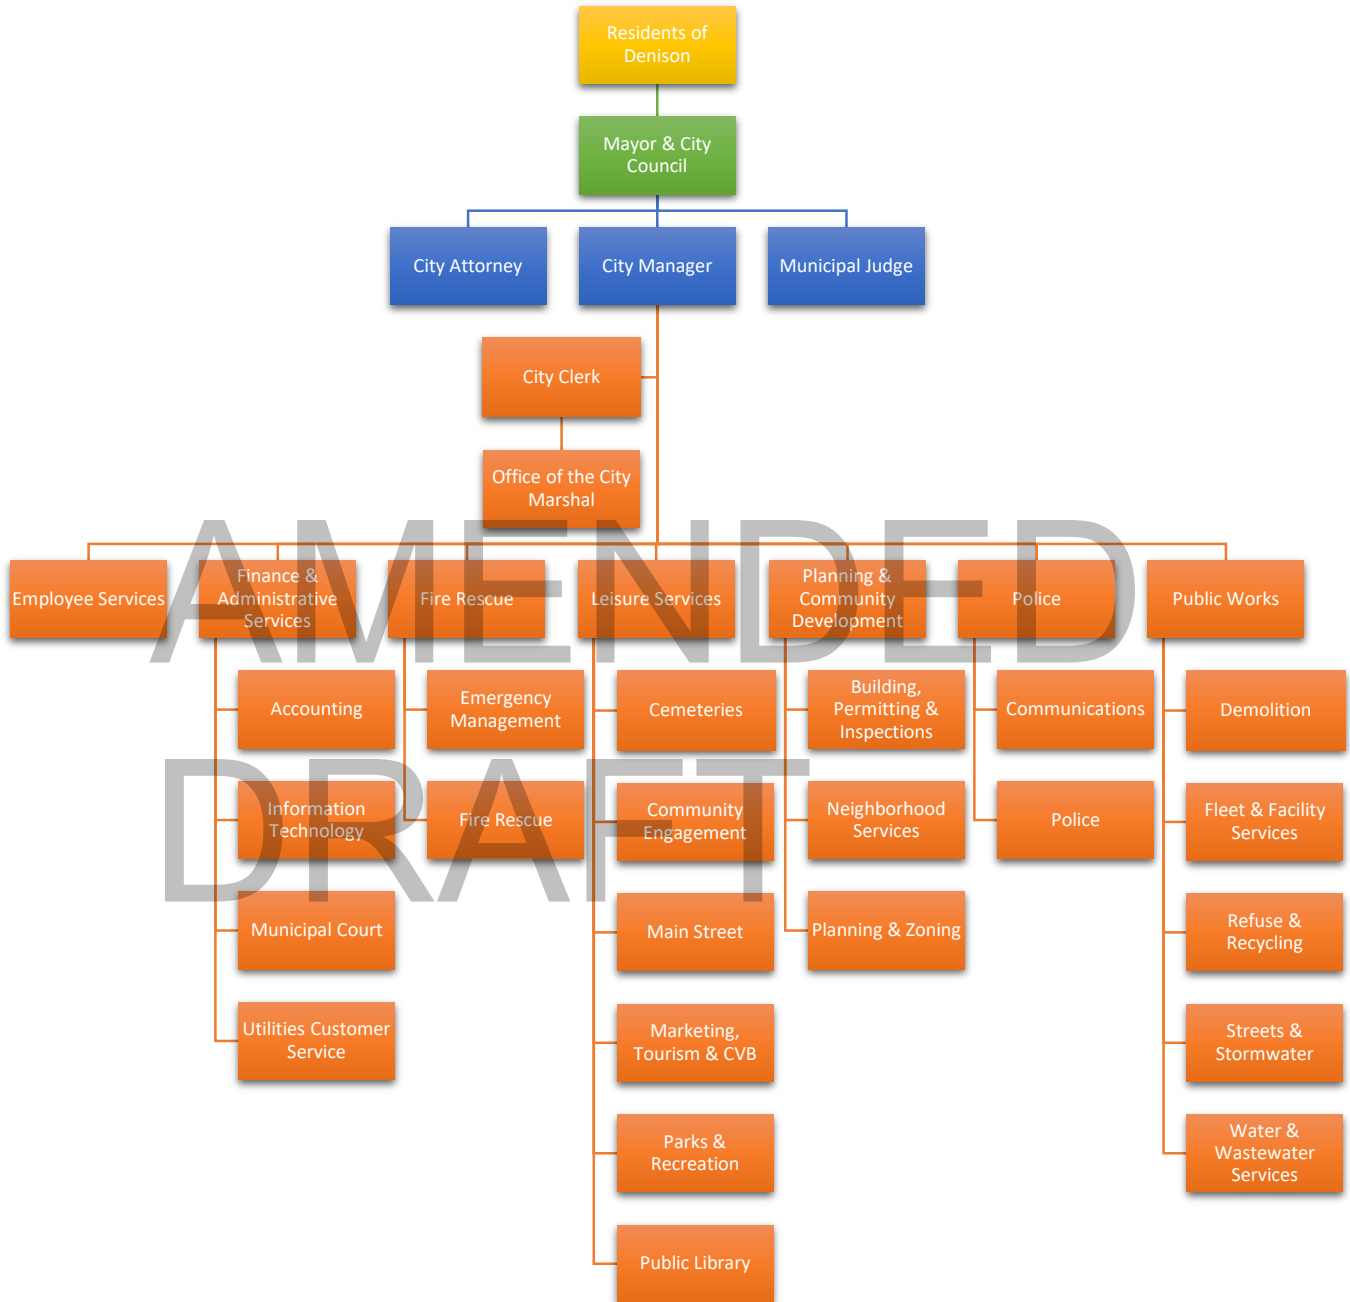 Residents of
Denison
Mayor & City
Council
City Attorney
City Manager
Municipal Judge
City Clerk
Office of the City
Marshal
AMENDED
DRAFT
Employee Services
Finance &
Administrative
Services
Fire Rescue
Leisure Services
Planning &
Community
Development
Police
Public Works
Accounting
Information
Technology
Municipal Court
Utilities Customer
Service
Emergency
Management
Fire Rescue
Cemeteries
Community
Engagement
Main Street
Marketing,
Tourism & CVB
Parks &
Recreation
Public Library
Building,
Permitting &
Inspections
Neighborhood
Services
Planning & Zoning
Communications
Police
Demolition
Fleet & Facility
Services
Refuse &
Recycling
Streets &
Stormwater
Water &
Wastewater
Services